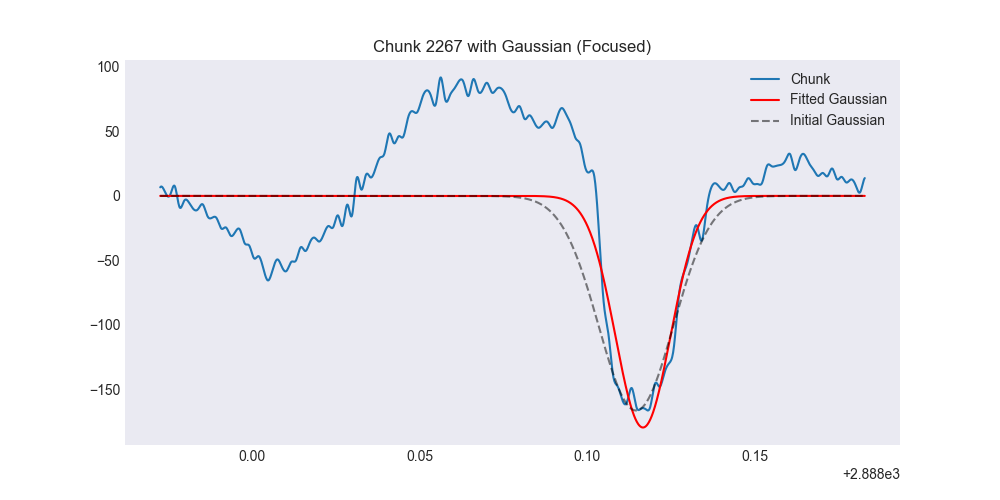 Chunk 2267 with Gaussian (Focused)
100
50
0
−50
−100
−150
Chunk
Fitted Gaussian
Initial Gaussian
0.00 0.05 0.10 0.15
+2.888e3